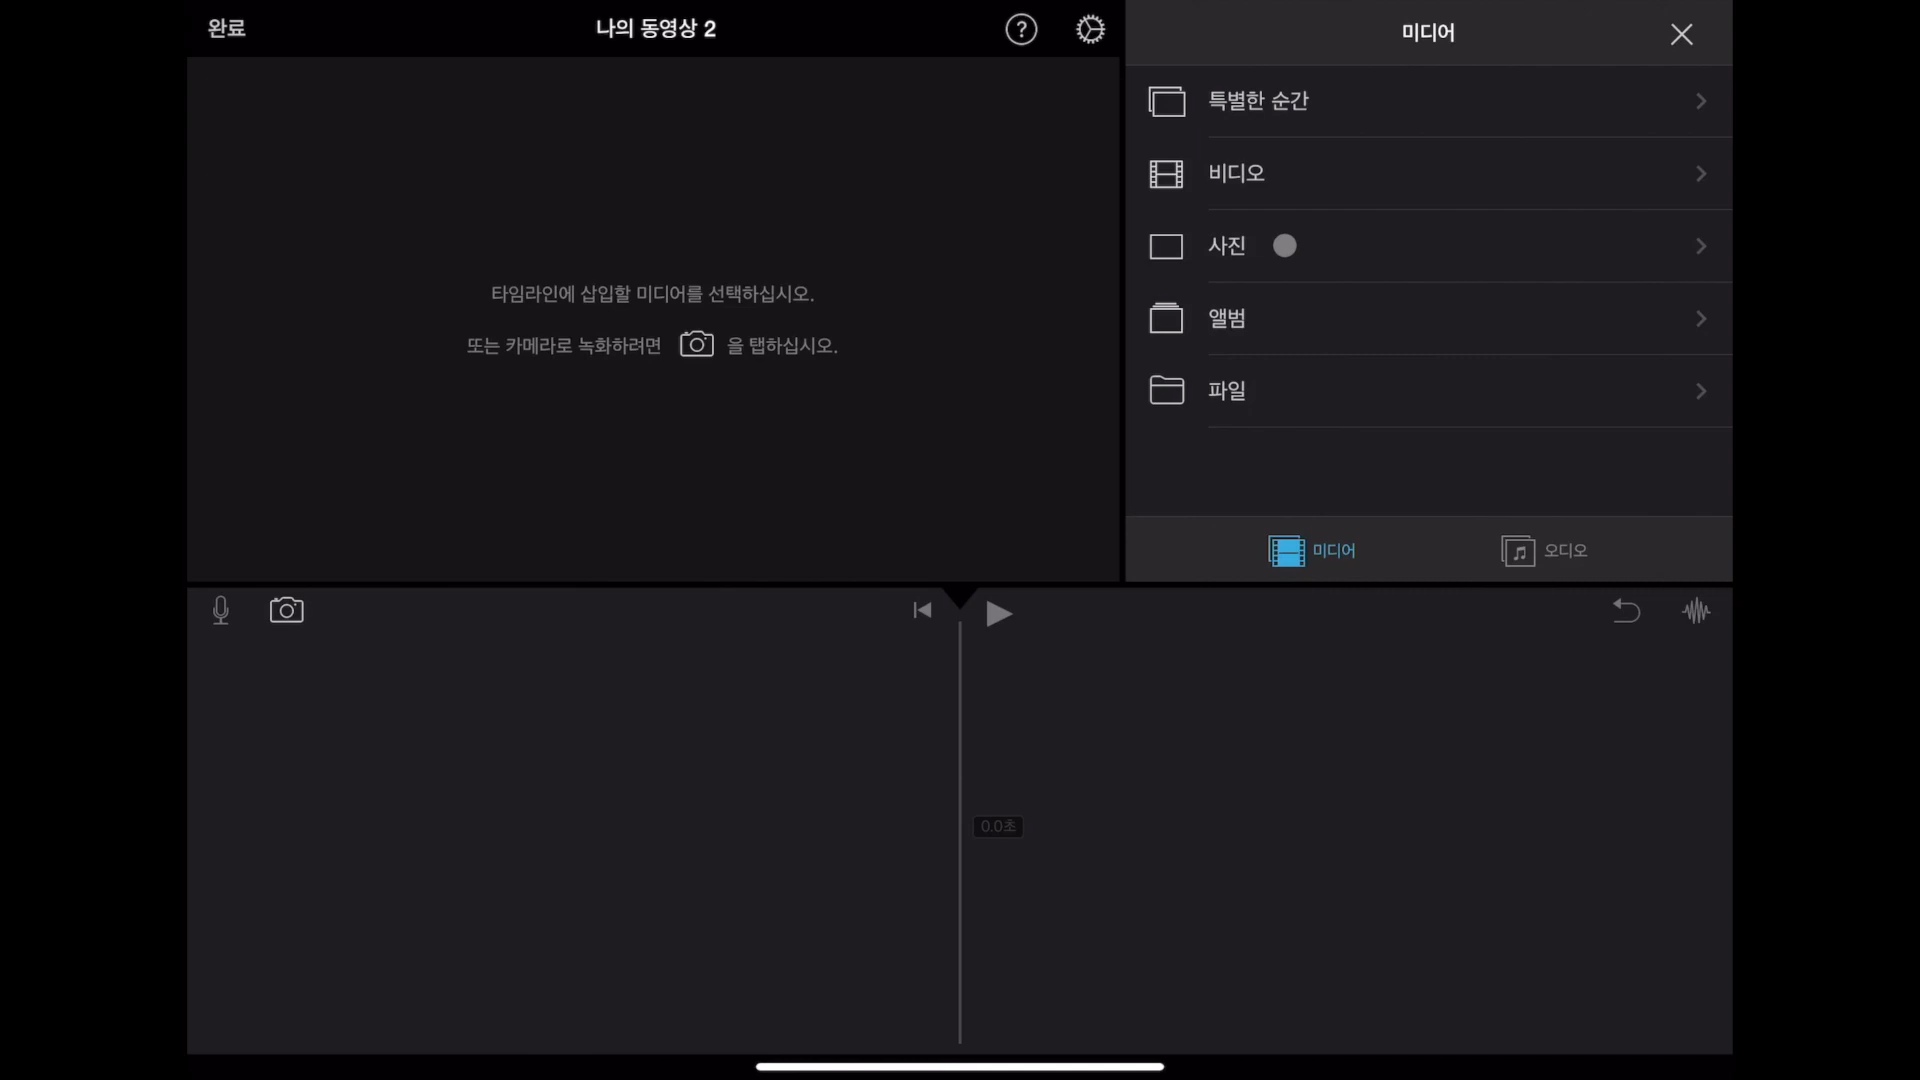 완료
나의 동영상 2
?
미디어
특별한 순간
비디오
사진
앨범
파일
타임라인에 삽입할 미디어를 선택하십시오.
또는 카메라로 녹화하려면 을 탭하십시오.
미디어
오디오
0.0초